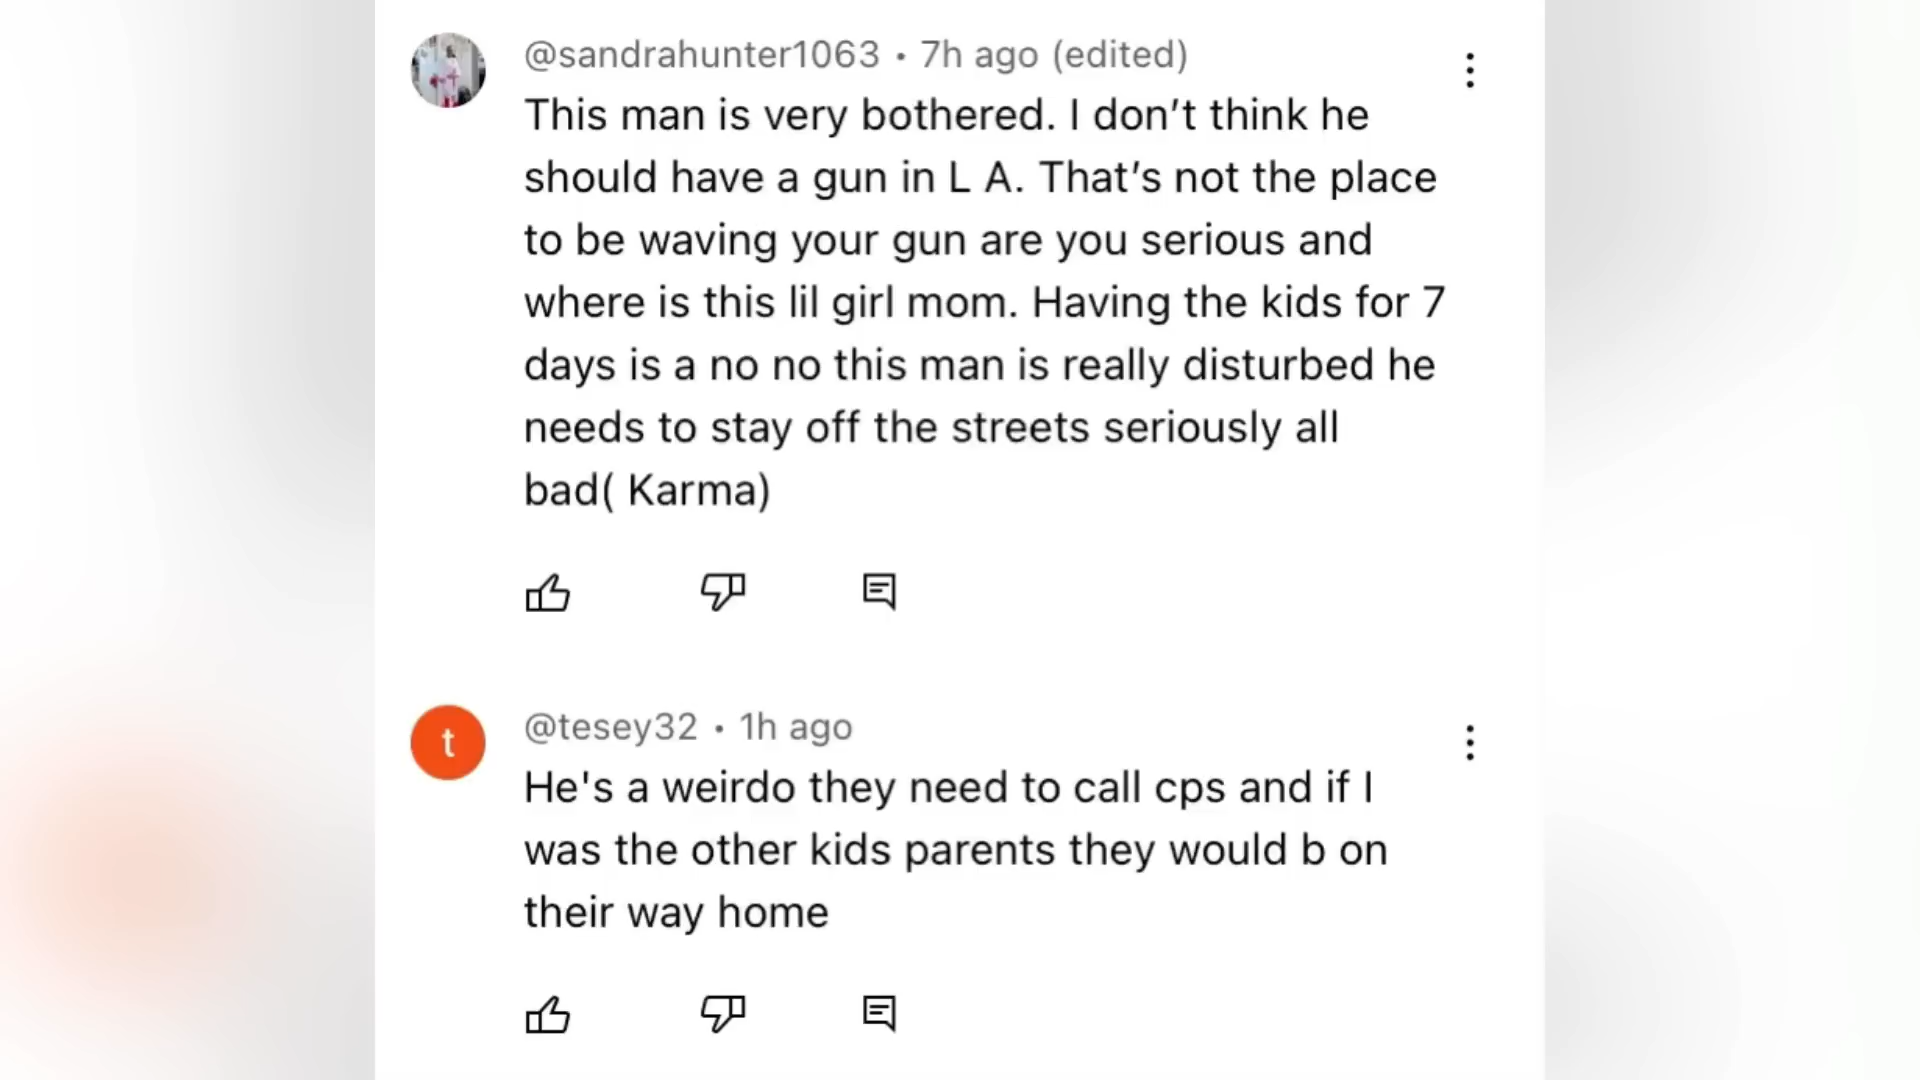 @sandrahunter1063 • 7h ago (edited)
This man is very bothered. I don’t think he
should have a gun in L A. That’s not the place
to be waving your gun are you serious and
where is this lil girl mom. Having the kids for 7
days is a no no this man is really disturbed he
needs to stay off the streets seriously all
bad( Karma)
t
@tesey32 • 1h ago
He's a weirdo they need to call cps and if I
was the other kids parents they would b on
their way home